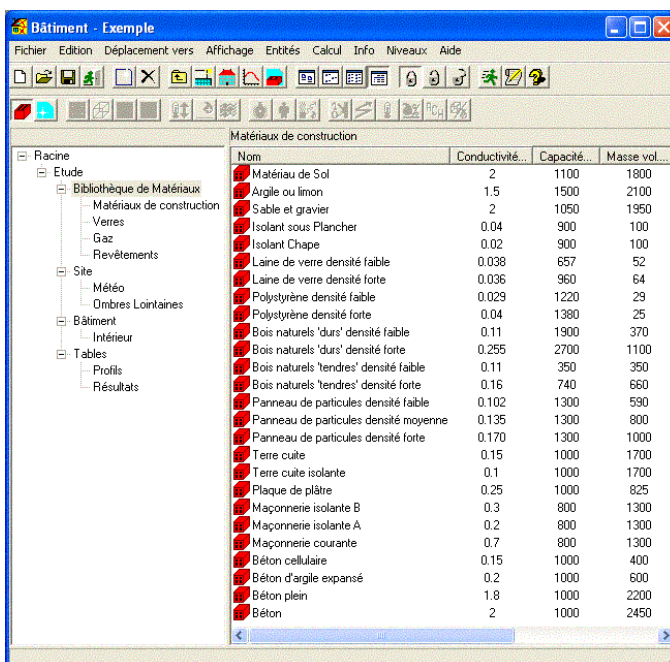 Bâtiment - Exemple
Fichier Edition Déplacement vers Affichage Entités Calcul Info Niveaux Aide
Matériaux de construction
Racine
Etude
Bibliothèque de Matériaux
Matériaux de construction
Verres
Gaz
Revêtements
Site
Météo
Ombres Lointaines
Bâtiment
Intérieur
Tables
Profils
Résultats
Nom Conductivité... Capacité... Masse vol....
Matériau de Sol 2 1100 1800
Argile ou limon 1.5 1500 2100
Sable et gravier 2 1050 1950
Isolant sous Plancher 0.04 900 100
Isolant Chape 0.02 900 100
Laine de verre densité faible 0.038 657 52
Laine de verre densité forte 0.036 960 64
Polystyrène densité faible 0.029 1220 29
Polystyrène densité forte 0.04 1380 25
Bois naturels 'durs' densité faible 0.11 1900 370
Bois naturels 'durs' densité forte 0.255 2700 1100
Bois naturels 'tendres' densité faible 0.11 350 350
Bois naturels 'tendres' densité forte 0.16 740 660
Panneau de particules densité faible 0.102 1300 590
Panneau de particules densité moyenne 0.135 1300 800
Panneau de particules densité forte 0.170 1300 1000
Terre cuite 0.15 1000 1700
Terre cuite isolante 0.1 1000 1700
Plaque de plâtre 0.25 1000 825
Maçonnerie isolante B 0.3 800 1300
Maçonnerie isolante A 0.2 800 1300
Maçonnerie courante 0.7 800 1300
Béton cellulaire 0.15 1000 400
Béton d'argile expansé 0.2 1000 600
Béton plein 1.8 1000 2200
Béton 2 1000 2450